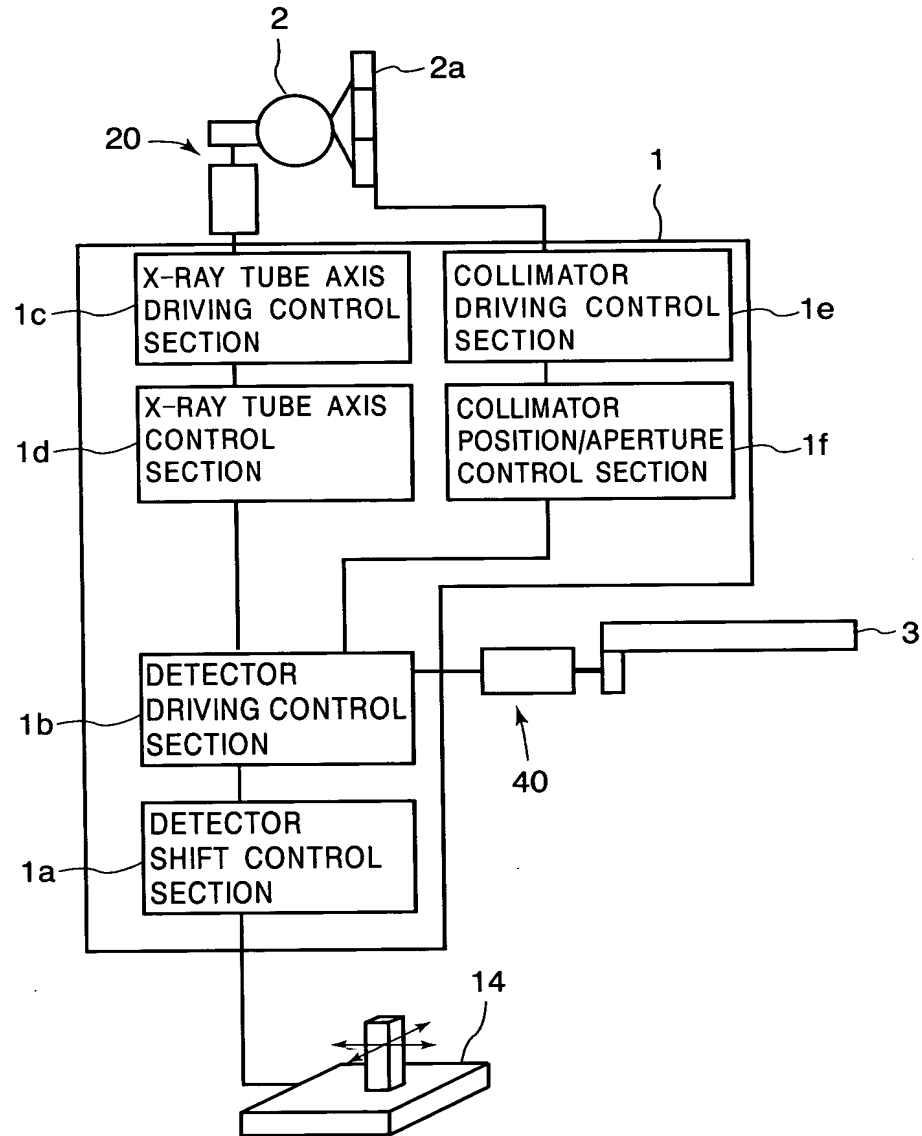 2
2a
20
1
X-RAY TUBE AXIS
DRIVING CONTROL
SECTION
1c
COLLIMATOR
DRIVING CONTROL
SECTION
1e
X-RAY TUBE AXIS
CONTROL
SECTION
1d
COLLIMATOR
POSITION/APERTURE
CONTROL SECTION
1f
3
DETECTOR
DRIVING CONTROL
SECTION
1b
40
DETECTOR
SHIFT CONTROL
SECTION
1a
14